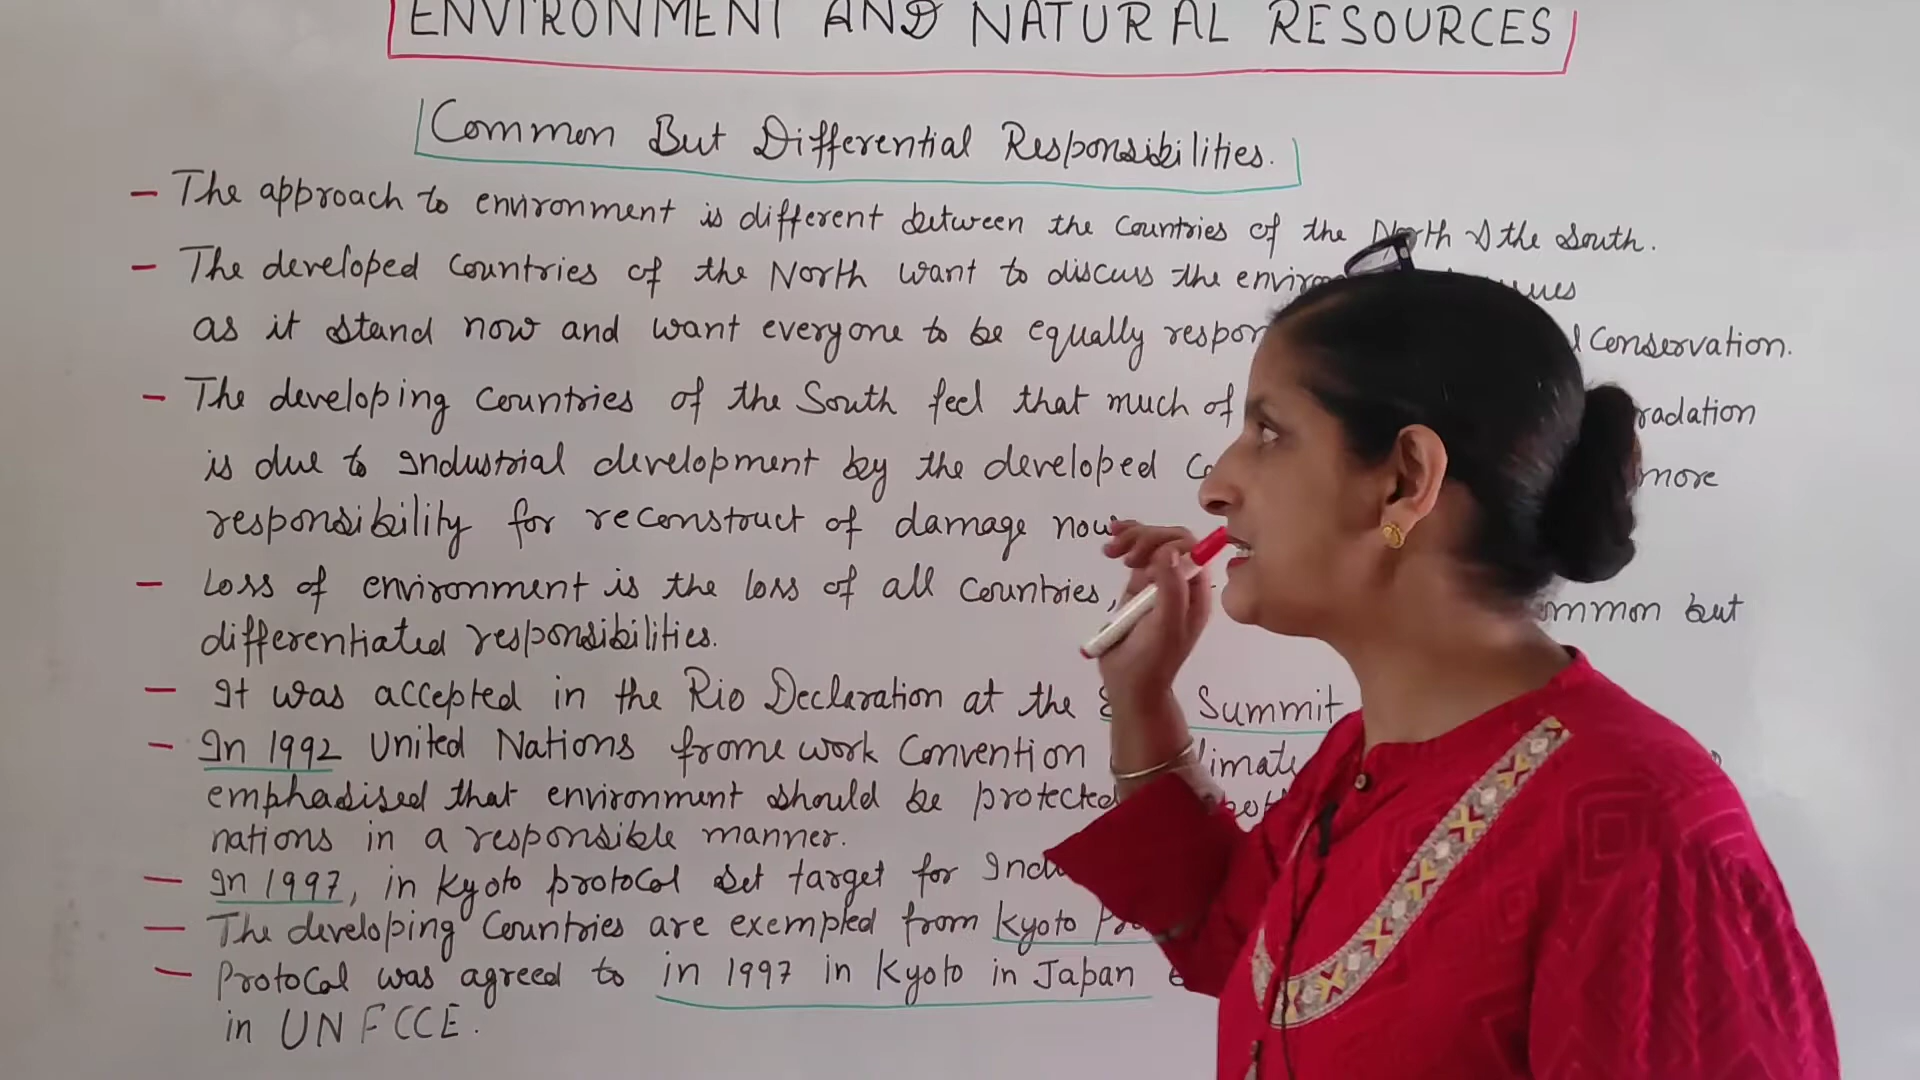 ENVIRONMENT AND NATURAL RESOURCES
Common But Differential Responsibilities.
- The approach to environment is different between the Countries of the North & the South.
- The developed Countries of the North want to discuss the
as it stand now and want everyone to be equally Conservation.
- The developing Countries of the South feel that much of
is due to Industrial development by the developed more
responsibility for reconstruct of damage now
- Loss of environment is the loss of all Countries, but
differentiated responsibilities.
- It was accepted in the Rio Declaration at the Summit
- In 1992 United Nations frome work Convention
emphasised that environment should be
nations in a responsible manner.
- In 1997, in Kyoto protocol set target for
- The developing Countries are exempled from Kyoto
- Protocal was agreed to in 1997 in Kyoto in Japan
in UNFCCE.